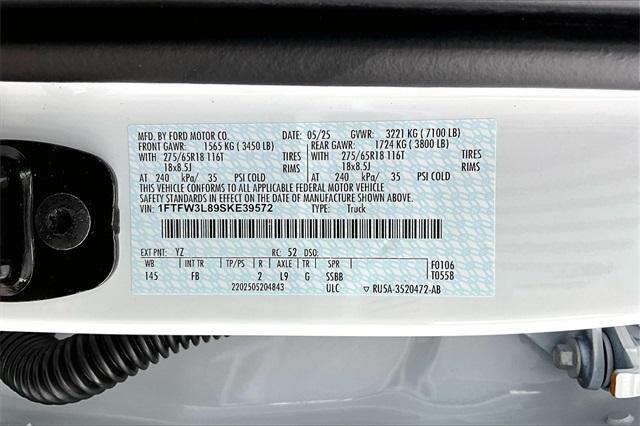 MFD. BY FORD MOTOR CO. DATE: 05/25 GVWR: 3221 KG ( 7100 LB)
FRONT GAWR: 1565 KG ( 3450 LB) REAR GAWR: 1724 KG ( 3800 LB)
WITH 275/65R18 116T TIRES WITH 275/65R18 116T TIRES
18x8.5J RIMS 18x8.5J RIMS
AT 240 kPa/ 35 PSI COLD AT 240 kPa/ 35 PSI COLD
THIS VEHICLE CONFORMS TO ALL APPLICABLE FEDERAL MOTOR VEHICLE
SAFETY STANDARDS IN EFFECT ON THE DATE OF MANUFACTURE SHOWN ABOVE.
VIN: 1FTFW3L89SKE39572 TYPE: Truck
EXT PNT: YZ RC: 52 DSO:
WB INT TR TP/PS R AXLE TR SPR F0106
145 FB 2 L9 G SSBB T0558
2202505204843 ULC RU5A-3520472-AB